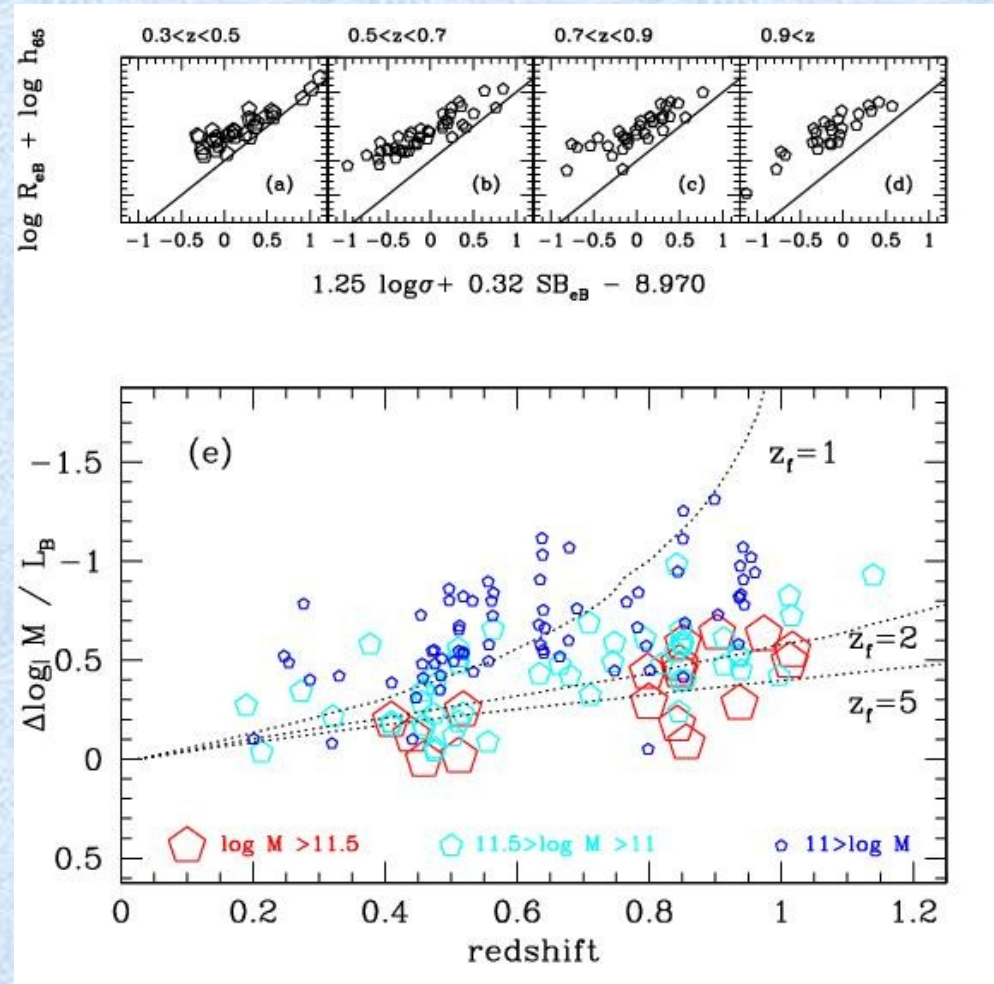 0.3<z<0.5 0.5<z<0.7 0.7<z<0.9 0.9<z
log R_eB + log h_65
(a) (b) (c) (d)
-1 -0.5 0 0.5 1 -1 -0.5 0 0.5 1 -1 -0.5 0 0.5 1 -1 -0.5 0 0.5 1
1.25 logσ+ 0.32 SB_eB - 8.970
(e)
z_f=1
z_f=2
z_f=5
Δlog M / L_B
-1.5
-1
0.5
0
0.5
log M >11.5 11.5>log M >11 11>log M
0 0.2 0.4 0.6 0.8 1 1.2
redshift